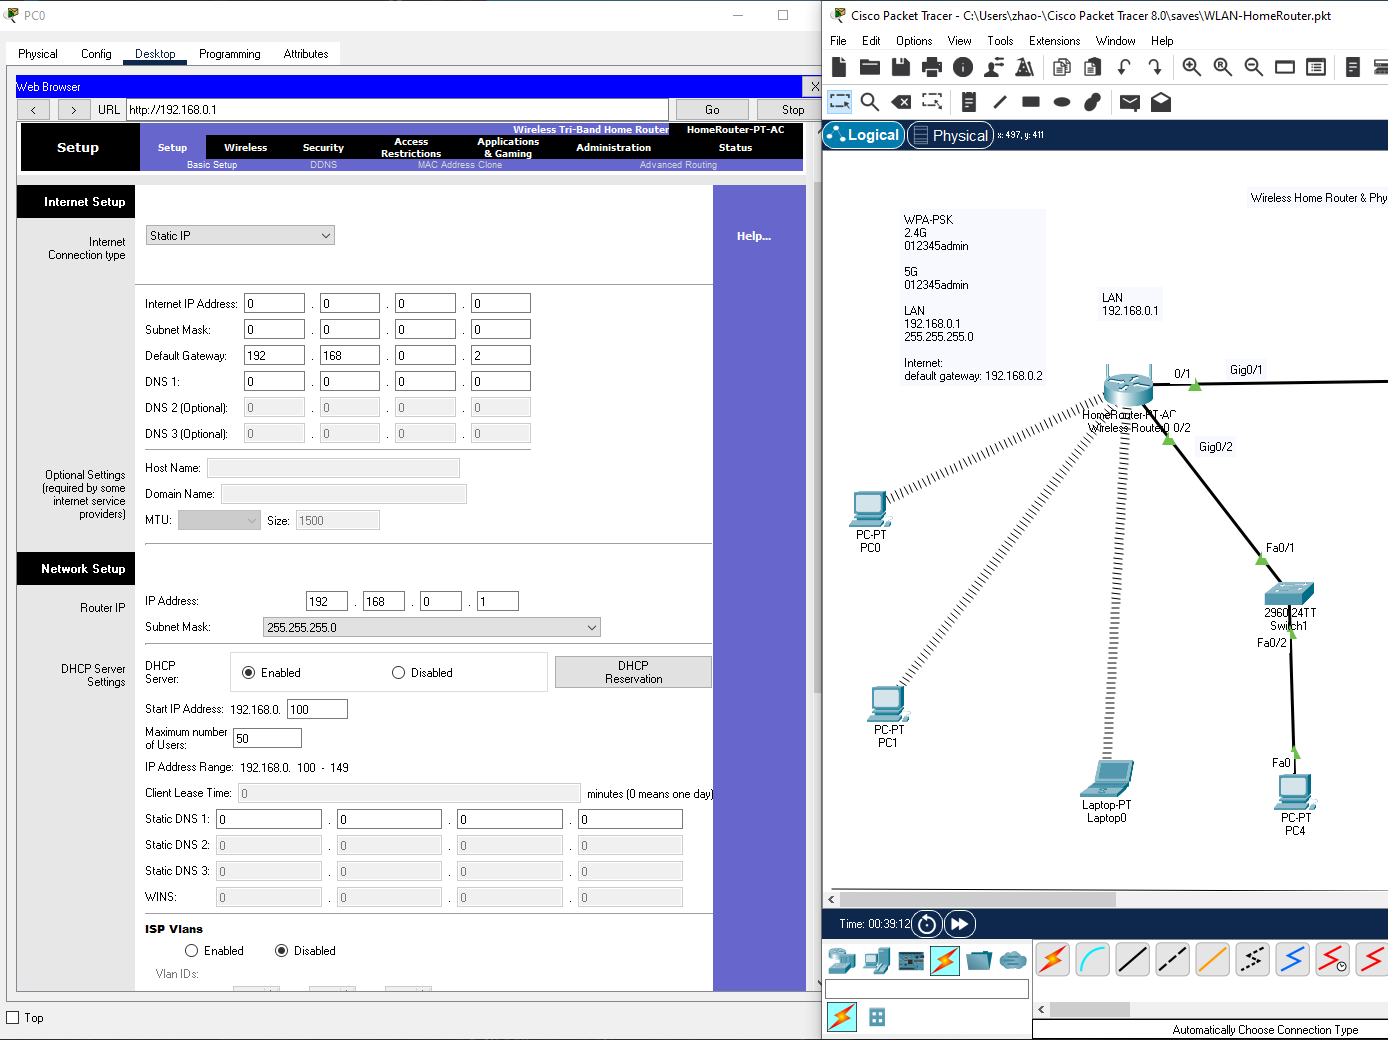 PC0
Physical Config Desktop Programming Attributes
Web Browser X
< > URL http://192.168.0.1 Go Stop
Wireless Tri-Band Home Router HomeRouter-PT-AC
Setup
Setup Wireless Security Access Restrictions Applications & Gaming Administration Status
Basic Setup DDNS MAC Address Clone Advanced Routing
Internet Setup
Internet
Connection type
Static IP
Help...
Internet IP Address: 0 . 0 . 0 . 0
Subnet Mask: 0 . 0 . 0 . 0
Default Gateway: 192 . 168 . 0 . 2
DNS 1: 0 . 0 . 0 . 0
DNS 2 (Optional): 0 . 0 . 0 . 0
DNS 3 (Optional): 0 . 0 . 0 . 0
Optional Settings
(required by some
internet service
providers)
Host Name:
Domain Name:
MTU: Size: 1500
Network Setup
Router IP
IP Address: 192 . 168 . 0 . 1
Subnet Mask: 255.255.255.0
DHCP Server
Settings
DHCP
Server:
Enabled Disabled
DHCP
Reservation
Start IP Address: 192.168.0. 100
Maximum number
of Users:
50
IP Address Range: 192.168.0. 100 - 149
Client Lease Time: 0 minutes (0 means one day)
Static DNS 1: 0 . 0 . 0 . 0
Static DNS 2: 0 . 0 . 0 . 0
Static DNS 3: 0 . 0 . 0 . 0
WINS: 0 . 0 . 0 . 0
ISP Vlans
Enabled Disabled
Vlan IDs:
Top
Cisco Packet Tracer - C:\Users\zhao-\Cisco Packet Tracer 8.0\saves\WLAN-HomeRouter.pkt
File Edit Options View Tools Extensions Window Help
Logical Physical x: 497, y: 411
Wireless Home Router & Phy
WPA-PSK
2.4G
012345admin
5G
012345admin
LAN
192.168.0.1
255.255.255.0
Internet:
default gateway: 192.168.0.2
LAN
192.168.0.1
0/1 Gig0/1
HomeRouter-PT-AC
Wireless Router0 0/2
Gig0/2
PC-PT
PC0
Fa0/1
2960-24TT
Switch1
Fa0/2
PC-PT
PC1
Fa0
Laptop-PT
Laptop0
PC-PT
PC4
Time: 00:39:12
Automatically Choose Connection Type